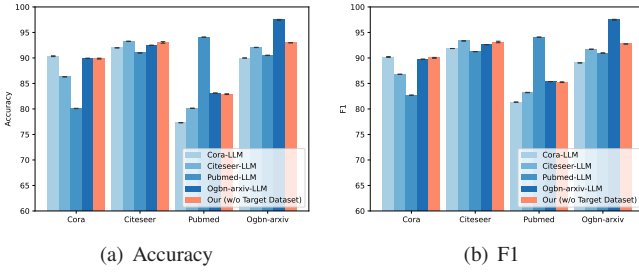 100
95
90
85
80
75
70
65
60
Accuracy
Cora-LLM
Citeseer-LLM
Pubmed-LLM
Ogbn-arxiv-LLM
Our (w/o Target Dataset)
Cora Citeseer Pubmed Ogbn-arxiv
(a) Accuracy
100
95
90
85
80
75
70
65
60
F1
Cora-LLM
Citeseer-LLM
Pubmed-LLM
Ogbn-arxiv-LLM
Our (w/o Target Dataset)
Cora Citeseer Pubmed Ogbn-arxiv
(b) F1